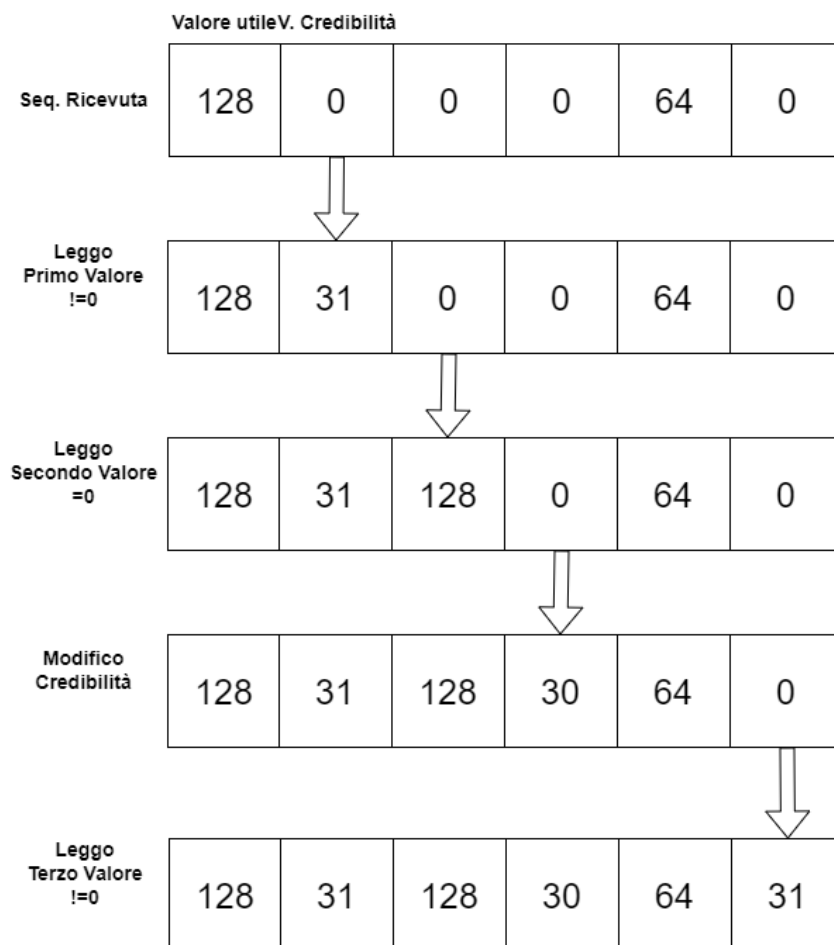 Valore utile V. Credibilità
Seq. Ricevuta 128 0 0 0 64 0
Leggo
Primo Valore
!=0
128 31 0 0 64 0
Leggo
Secondo Valore
=0
128 31 128 0 64 0
Modifico
Credibilità
128 31 128 30 64 0
Leggo
Terzo Valore
!=0
128 31 128 30 64 31